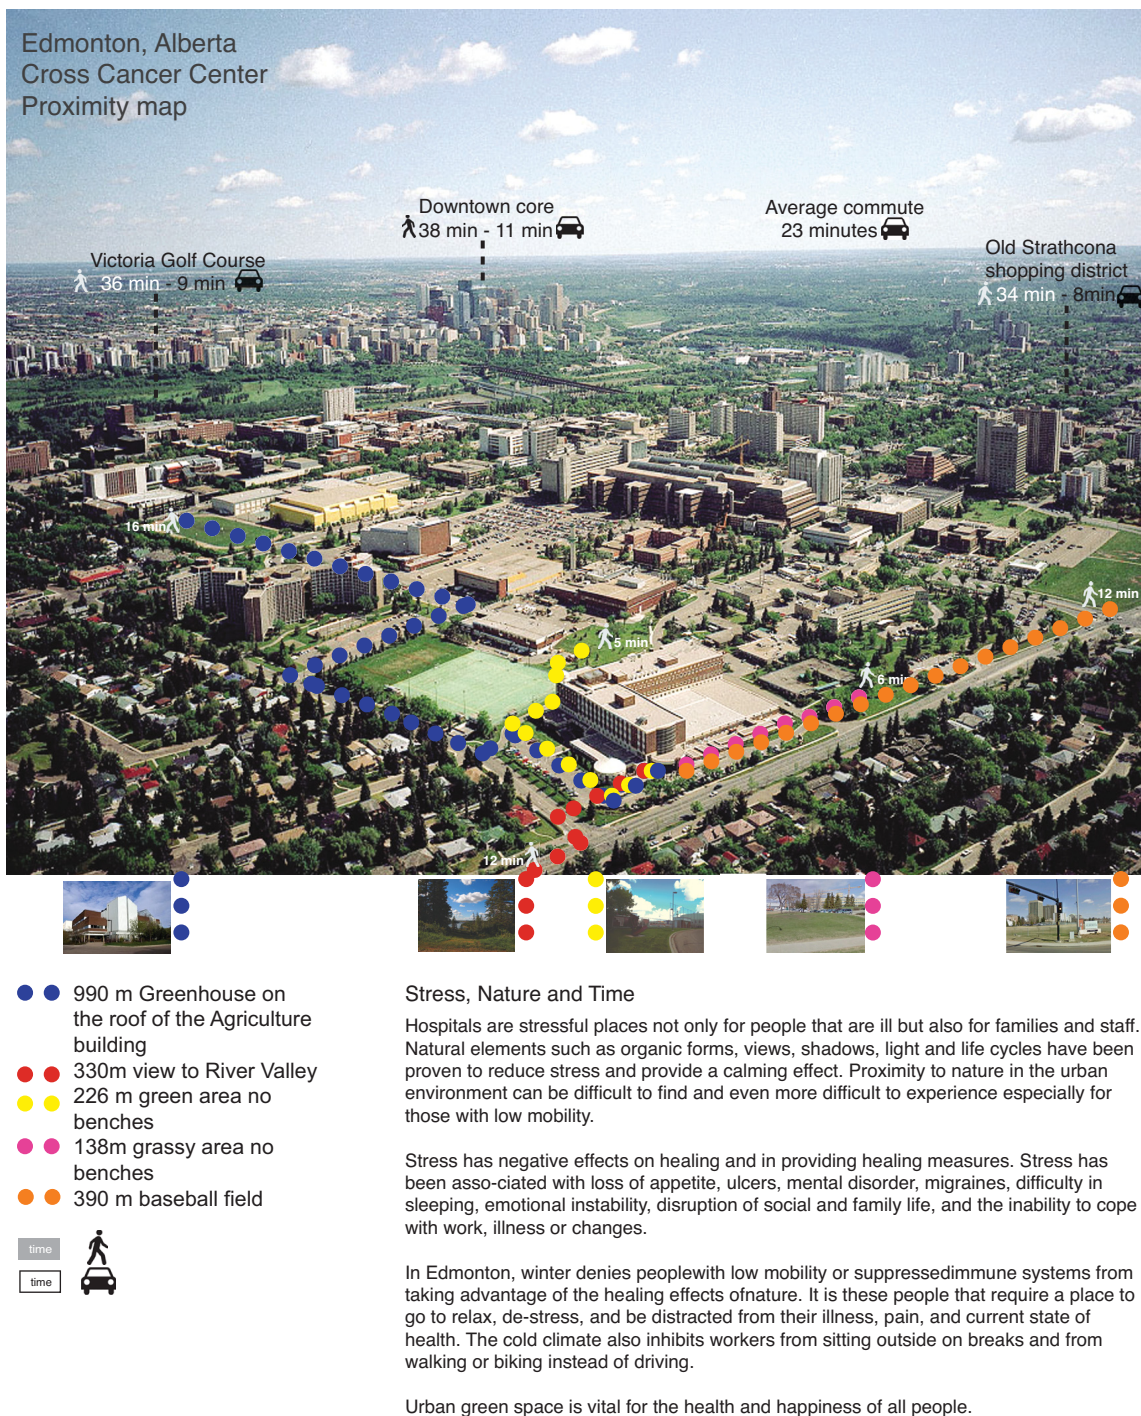 Edmonton, Alberta
Cross Cancer Center
Proximity map
Downtown core
38 min - 11 min
Average commute
23 minutes
Victoria Golf Course
36 min - 9 min
Old Strathcona
shopping district
34 min - 8min
16 min
5 min
12 min
6 min
12 min
990 m Greenhouse on
the roof of the Agriculture
building
330m view to River Valley
226 m green area no
benches
138m grassy area no
benches
390 m baseball field
time
time
Stress, Nature and Time
Hospitals are stressful places not only for people that are ill but also for families and staff.
Natural elements such as organic forms, views, shadows, light and life cycles have been
proven to reduce stress and provide a calming effect. Proximity to nature in the urban
environment can be difficult to find and even more difficult to experience especially for
those with low mobility.
Stress has negative effects on healing and in providing healing measures. Stress has
been asso-ciated with loss of appetite, ulcers, mental disorder, migraines, difficulty in
sleeping, emotional instability, disruption of social and family life, and the inability to cope
with work, illness or changes.
In Edmonton, winter denies peoplewith low mobility or suppressedimmune systems from
taking advantage of the healing effects ofnature. It is these people that require a place to
go to relax, de-stress, and be distracted from their illness, pain, and current state of
health. The cold climate also inhibits workers from sitting outside on breaks and from
walking or biking instead of driving.
Urban green space is vital for the health and happiness of all people.